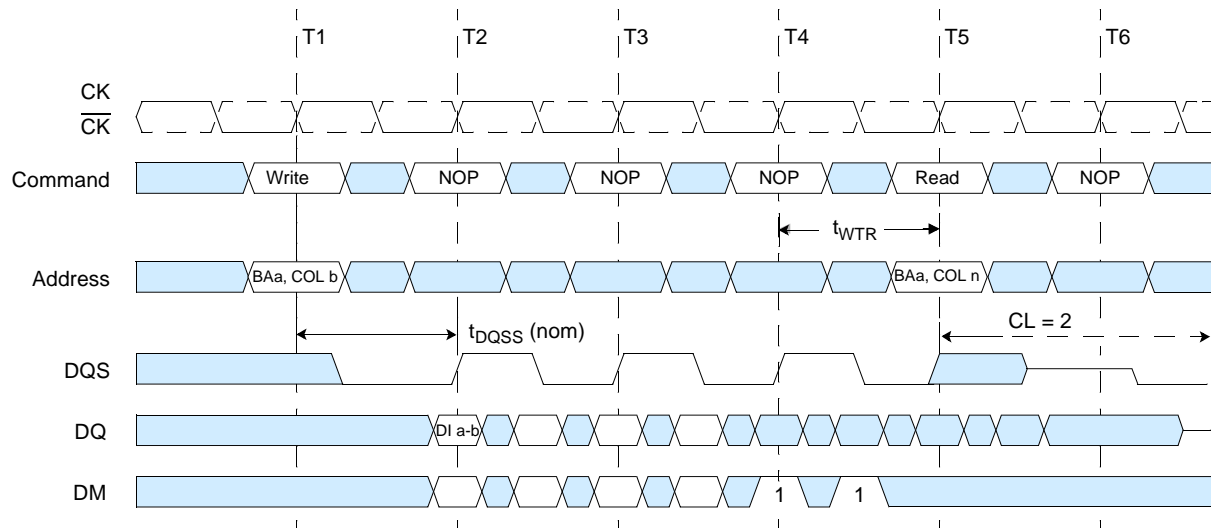 T1 T2 T3 T4 T5 T6
CK
CK
Command Write NOP NOP NOP Read NOP
tWTR
Address BAa, COL b BAa, COL n
tDQSS (nom) CL = 2
DQS
DQ DI a-b
DM 1 1